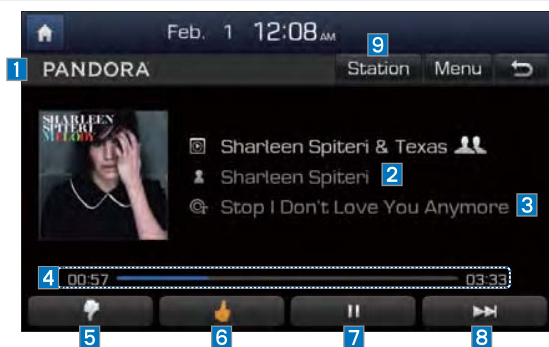 Feb. 1 12:08 AM
9
1 PANDORA Station Menu
SHARLEEN
SPITERI
MELODY
Sharleen Spiteri & Texas
Sharleen Spiteri 2
Stop I Don't Love You Anymore 3
4 00:57 03:33
5 6 7 8